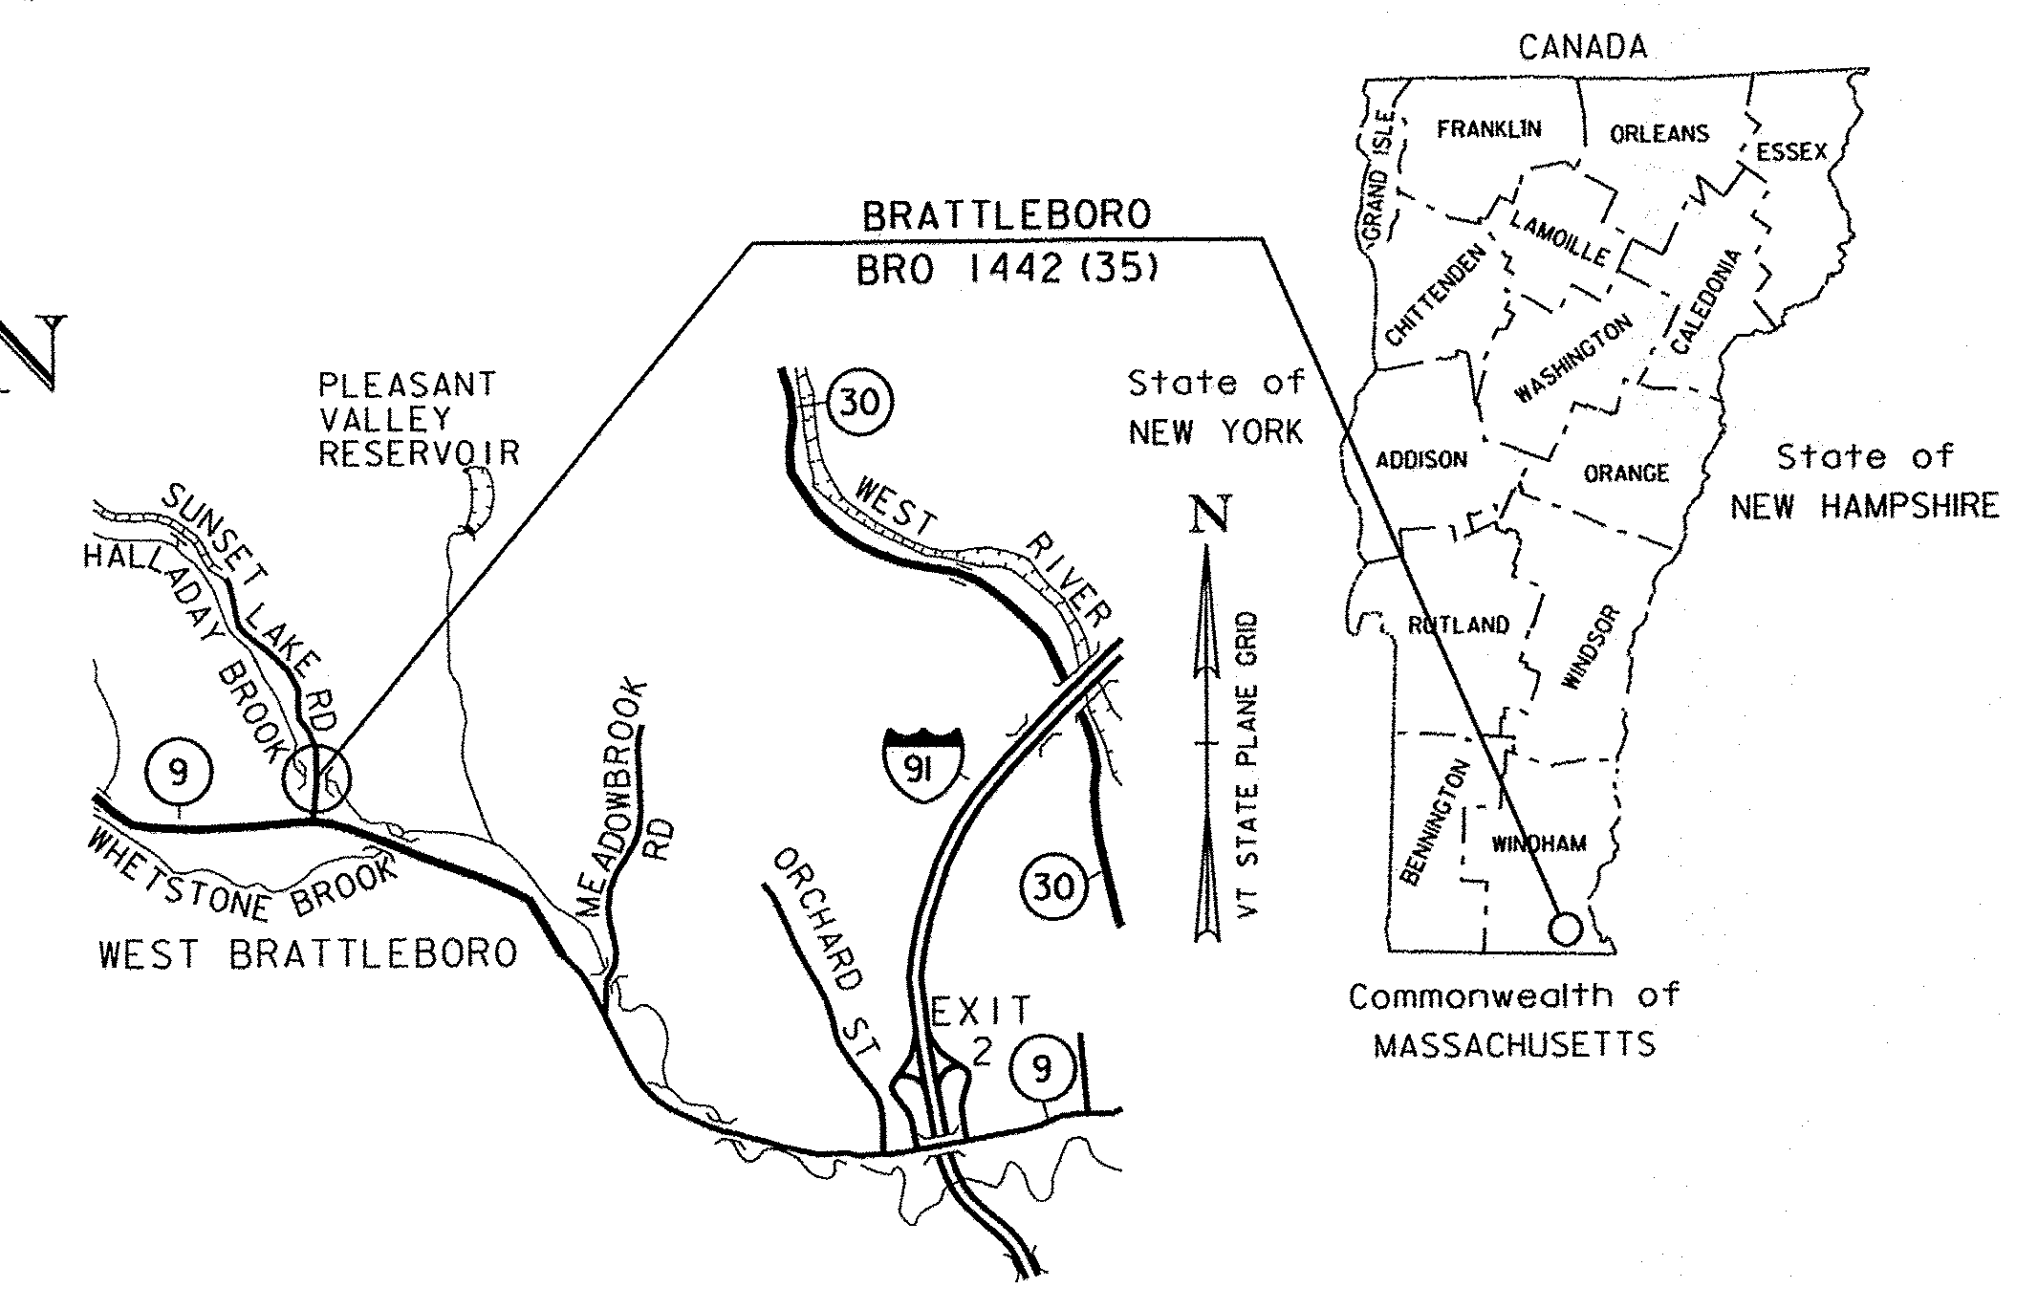 CANADA
FRANKLIN
ORLEANS
ESSEX
GRAND ISLE
LAMOILLE
CHITTENDEN
CALEDONIA
WASHINGTON
BRATTLEBORO
BRO 1442 (35)
N
State of
NEW YORK
ADDISON
ORANGE
State of
NEW HAMPSHIRE
RUTLAND
WINDSOR
BENNINGTON
WINDHAM
Commonwealth of
MASSACHUSETTS
N
VT STATE PLANE GRID
PLEASANT
VALLEY
RESERVOIR
30
WEST RIVER
SUNSET LAKE RD
HALLADAY BROOK
9
WHETSTONE BROOK
WEST BRATTLEBORO
MEADOWBROOK
RD
91
30
ORCHARD ST
EXIT
2
9